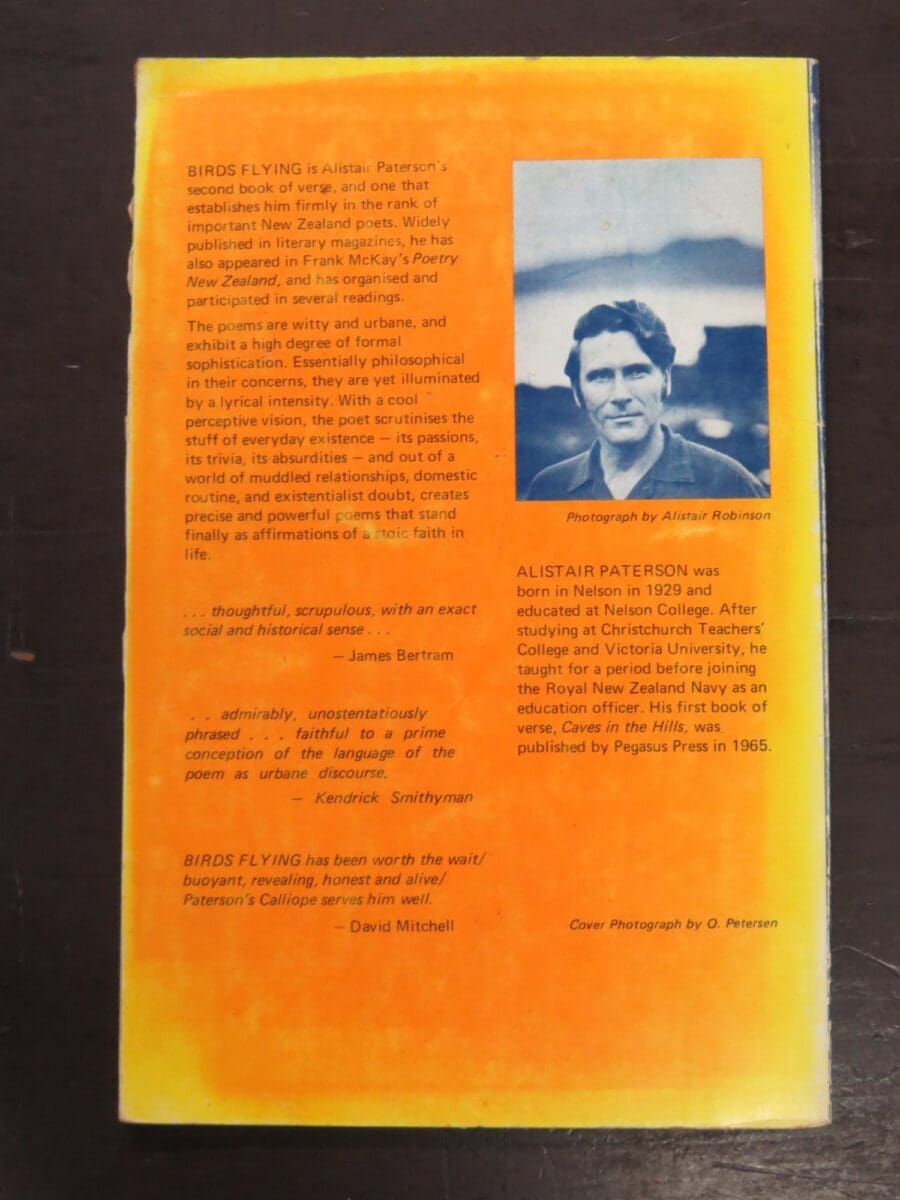 BIRDS FLYING is Alistair Paterson's
second book of verse, and one that
establishes him firmly in the rank of
important New Zealand poets. Widely
published in literary magazines, he has
also appeared in Frank McKay's Poetry
New Zealand, and has organised and
participated in several readings.
The poems are witty and urbane, and
exhibit a high degree of formal
sophistication. Essentially philosophical
in their concerns, they are yet illuminated
by a lyrical intensity. With a cool
perceptive vision, the poet scrutinises the
stuff of everyday existence — its passions,
its trivia, its absurdities — and out of a
world of muddled relationships, domestic
routine, and existentialist doubt, creates
precise and powerful poems that stand
finally as affirmations of a stoic faith in
life.
. . . thoughtful, scrupulous, with an exact
social and historical sense . . .
— James Bertram
. . admirably, unostentatiously
phrased . . . faithful to a prime
conception of the language of the
poem as urbane discourse.
— Kendrick Smithyman
BIRDS FLYING has been worth the wait/
buoyant, revealing, honest and alive/
Paterson's Calliope serves him well.
— David Mitchell
Photograph by Alistair Robinson
ALISTAIR PATERSON was
born in Nelson in 1929 and
educated at Nelson College. After
studying at Christchurch Teachers'
College and Victoria University, he
taught for a period before joining
the Royal New Zealand Navy as an
education officer. His first book of
verse, Caves in the Hills, was
published by Pegasus Press in 1965.
Cover Photograph by O. Petersen